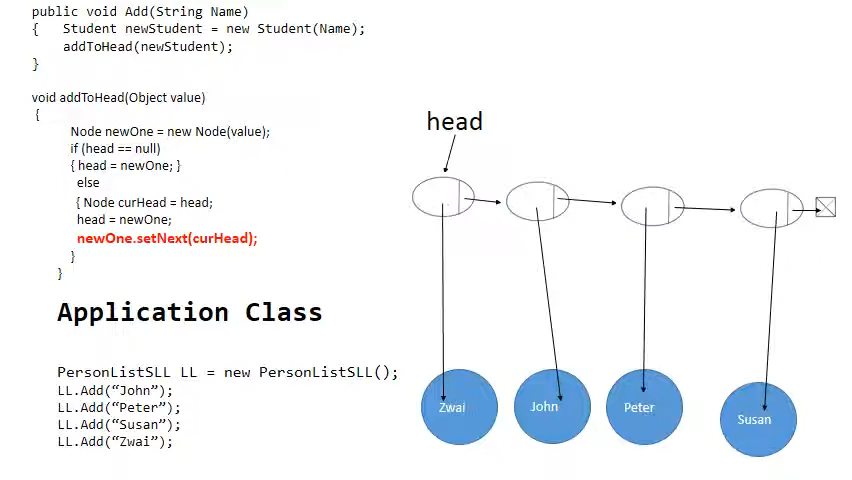 public void Add(String Name)
{ Student newStudent = new Student(Name);
addToHead(newStudent);
}
void addToHead(Object value)
{
Node newOne = new Node(value);
if (head == null)
{ head = newOne; }
else
{ Node curHead = head;
head = newOne;
newOne.setNext(curHead);
}
}
head
Application Class
PersonListSLL LL = new PersonListSLL();
LL.Add(“John”);
LL.Add(“Peter”);
LL.Add(“Susan”);
LL.Add(“Zwai”);
Zwai
John
Peter
Susan